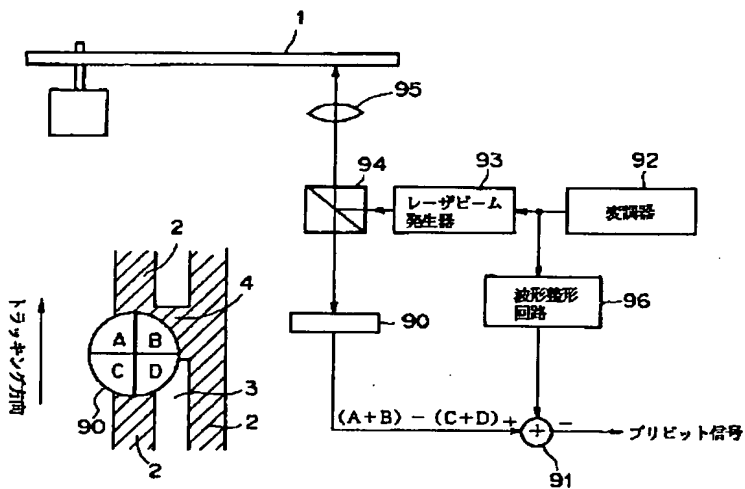 1
95
94
93
レーザビーム
発生器
92
変調器
波形整形
回路
96
90
2
4
A B
C D
90
3
2
2
トラッキング方向
(A+B)-(C+D)
+
+
-
91
プリピット信号